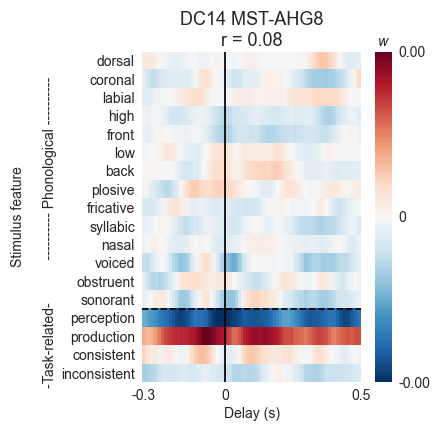 DC14 MST-AHG8
r = 0.08
w
Stimulus feature
---------- Phonological ----------
-Task-related-
dorsal
coronal
labial
high
front
low
back
plosive
fricative
syllabic
nasal
voiced
obstruent
sonorant
perception
production
consistent
inconsistent
0.00
0
-0.00
-0.3
0
0.5
Delay (s)